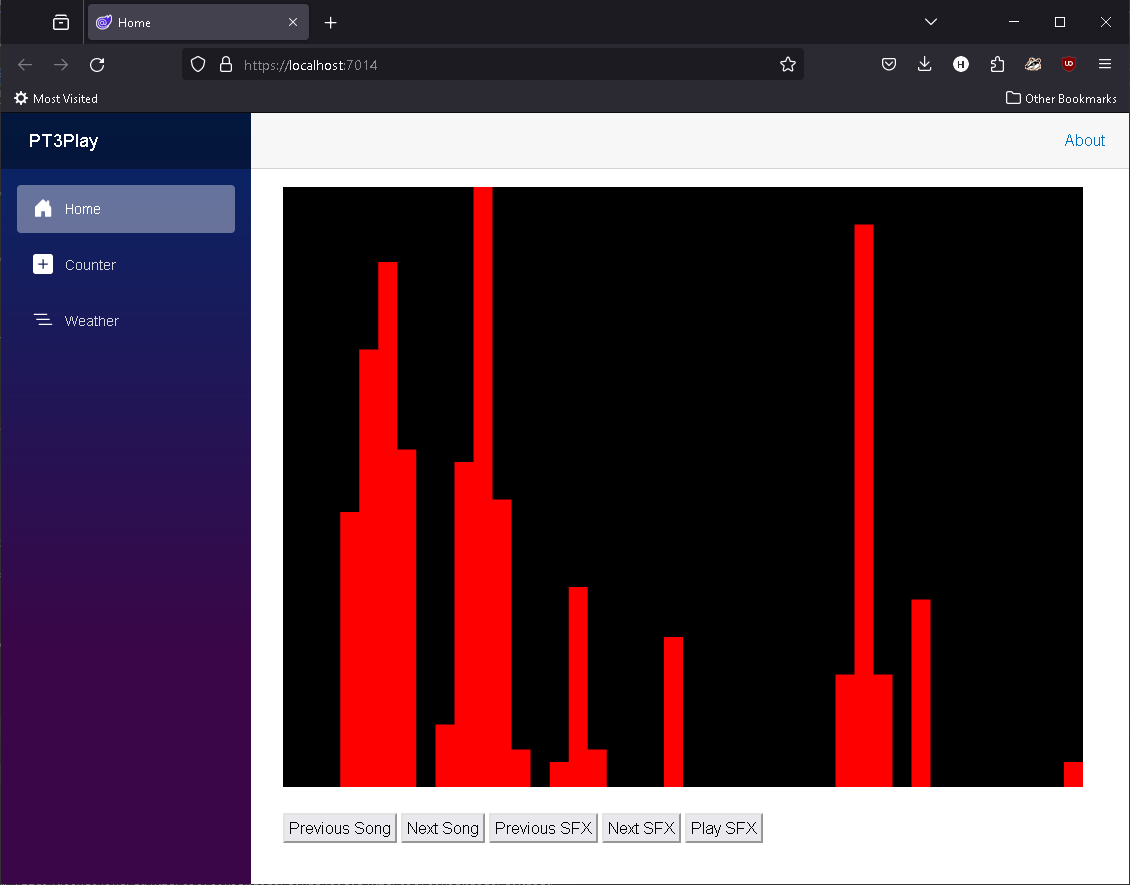 Home
https://localhost:7014
Most Visited
Other Bookmarks
PT3Play
About
Home
Counter
Weather
Previous Song Next Song Previous SFX Next SFX Play SFX